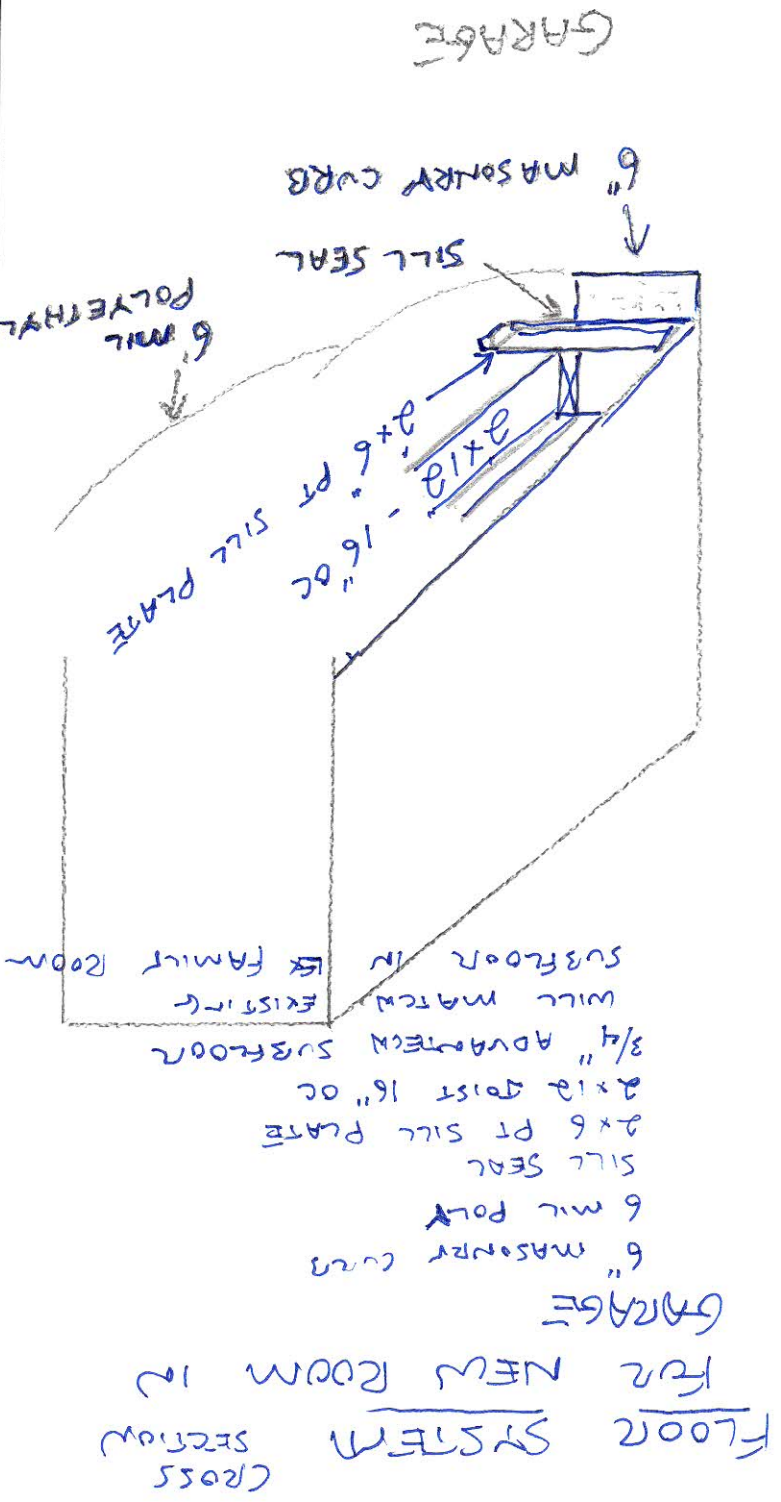 CROSS
FLOOR SYSTEM SECTION
FOR NEW ROOM IN
GARAGE
6" MASONRY CURB
6 MIL POLY
SILL SEAL
2x6 PT SILL PLATE
2x12 JOIST 16" OC
3/4" ADVANTECH SUBFLOOR
WILL MATCH EXISTING
SUBFLOOR IN EX FAMILY ROOM
2x6" PT SILL PLATE
2x12" - 16" OC
6 MIL
POLYETHYL
SILL SEAL
6" MASONRY CURB
GARAGE